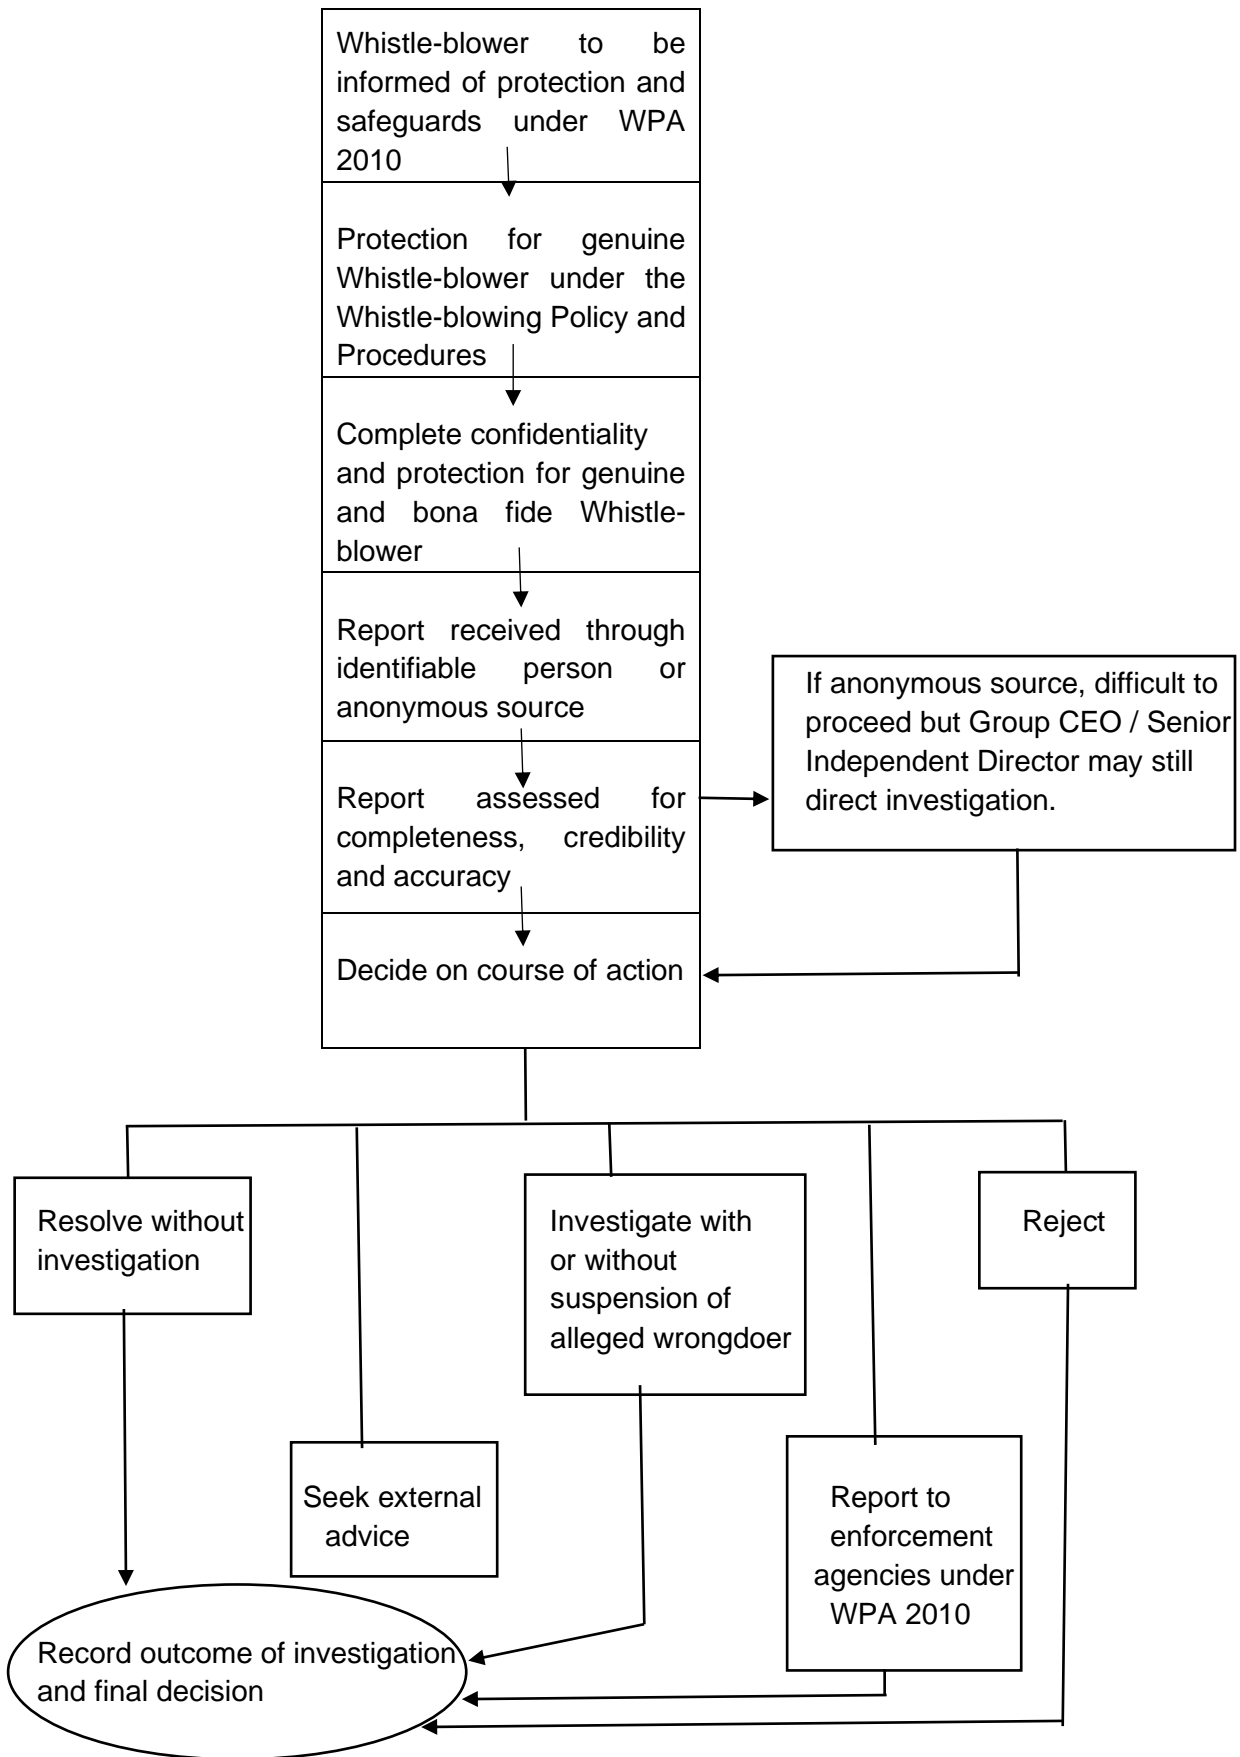 Whistle-blower to be
informed of protection and
safeguards under WPA
2010
Protection for genuine
Whistle-blower under the
Whistle-blowing Policy and
Procedures
Complete confidentiality
and protection for genuine
and bona fide Whistle-
blower
Report received through
identifiable person or
anonymous source
Report assessed for
completeness, credibility
and accuracy
If anonymous source, difficult to
proceed but Group CEO / Senior
Independent Director may still
direct investigation.
Decide on course of action
Resolve without
investigation
Seek external
advice
Investigate with
or without
suspension of
alleged wrongdoer
Report to
enforcement
agencies under
WPA 2010
Reject
Record outcome of investigation
and final decision